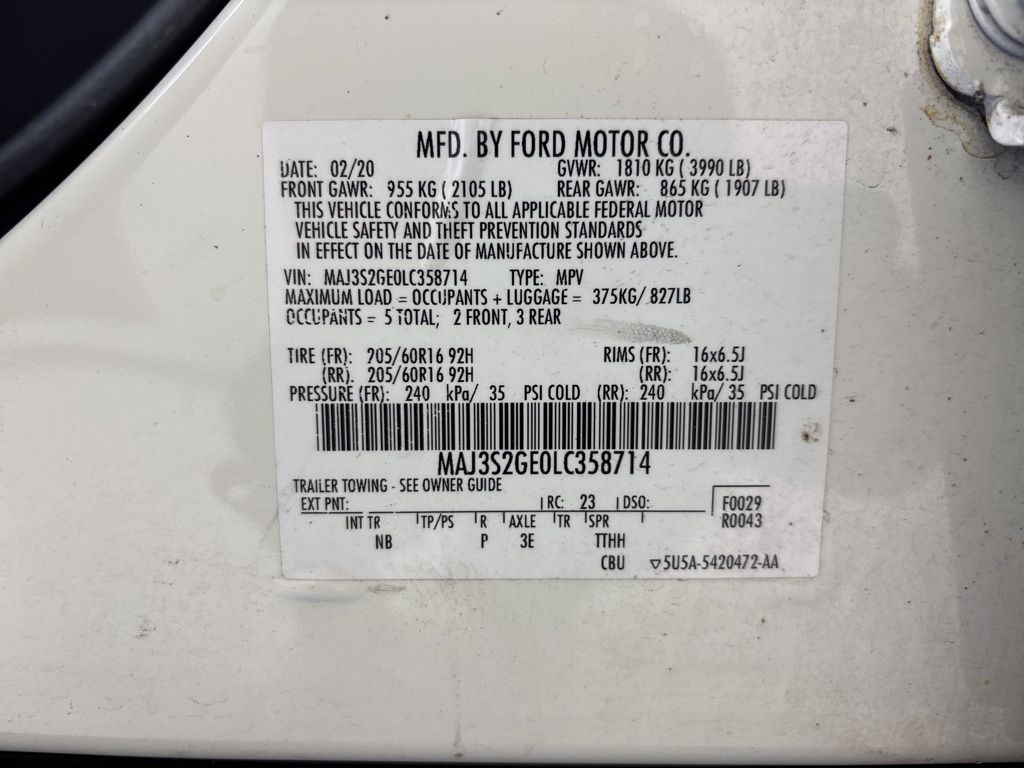 MFD. BY FORD MOTOR CO.
DATE: 02/20 GVWR: 1810 KG ( 3990 LB)
FRONT GAWR: 955 KG ( 2105 LB) REAR GAWR: 865 KG ( 1907 LB)
THIS VEHICLE CONFORMS TO ALL APPLICABLE FEDERAL MOTOR
VEHICLE SAFETY AND THEFT PREVENTION STANDARDS
IN EFFECT ON THE DATE OF MANUFACTURE SHOWN ABOVE.
VIN: MAJ3S2GE0LC358714 TYPE: MPV
MAXIMUM LOAD = OCCUPANTS + LUGGAGE = 375KG/ 827LB
OCCUPANTS = 5 TOTAL; 2 FRONT, 3 REAR
TIRE (FR): 205/60R16 92H RIMS (FR): 16x6.5J
(RR). 205/60R16 92H (RR): 16x6.5J
PRESSURE (FR): 240 kPa/ 35 PSI COLD (RR): 240 kPa/ 35 PSI COLD
MAJ3S2GE0LC358714
TRAILER TOWING - SEE OWNER GUIDE
EXT PNT: | RC: 23 | DSO: F0029
INT TR | TP/PS | R | AXLE | TR | SPR | R0043
NB P 3E TTHH
CBU ▽5U5A-5420472-AA